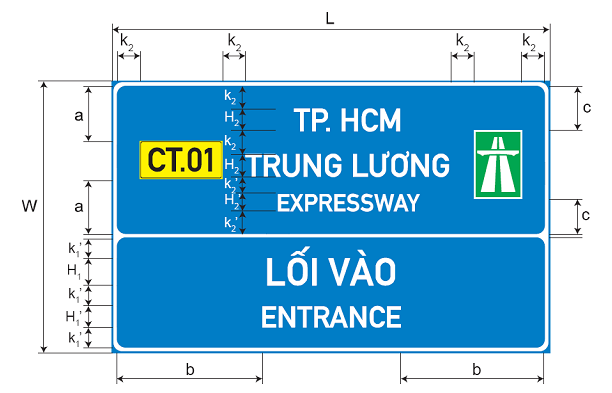 L
k₂ k₂ k₂ k₂
W
a
a
k₁'
H₁
k₁'
H₁'
k₁'
k₂
H₂
k₂
H₂
k₂'
H₂'
k₂'
CT.01
TP. HCM
TRUNG LƯƠNG
EXPRESSWAY
c
c
LỐI VÀO
ENTRANCE
b b